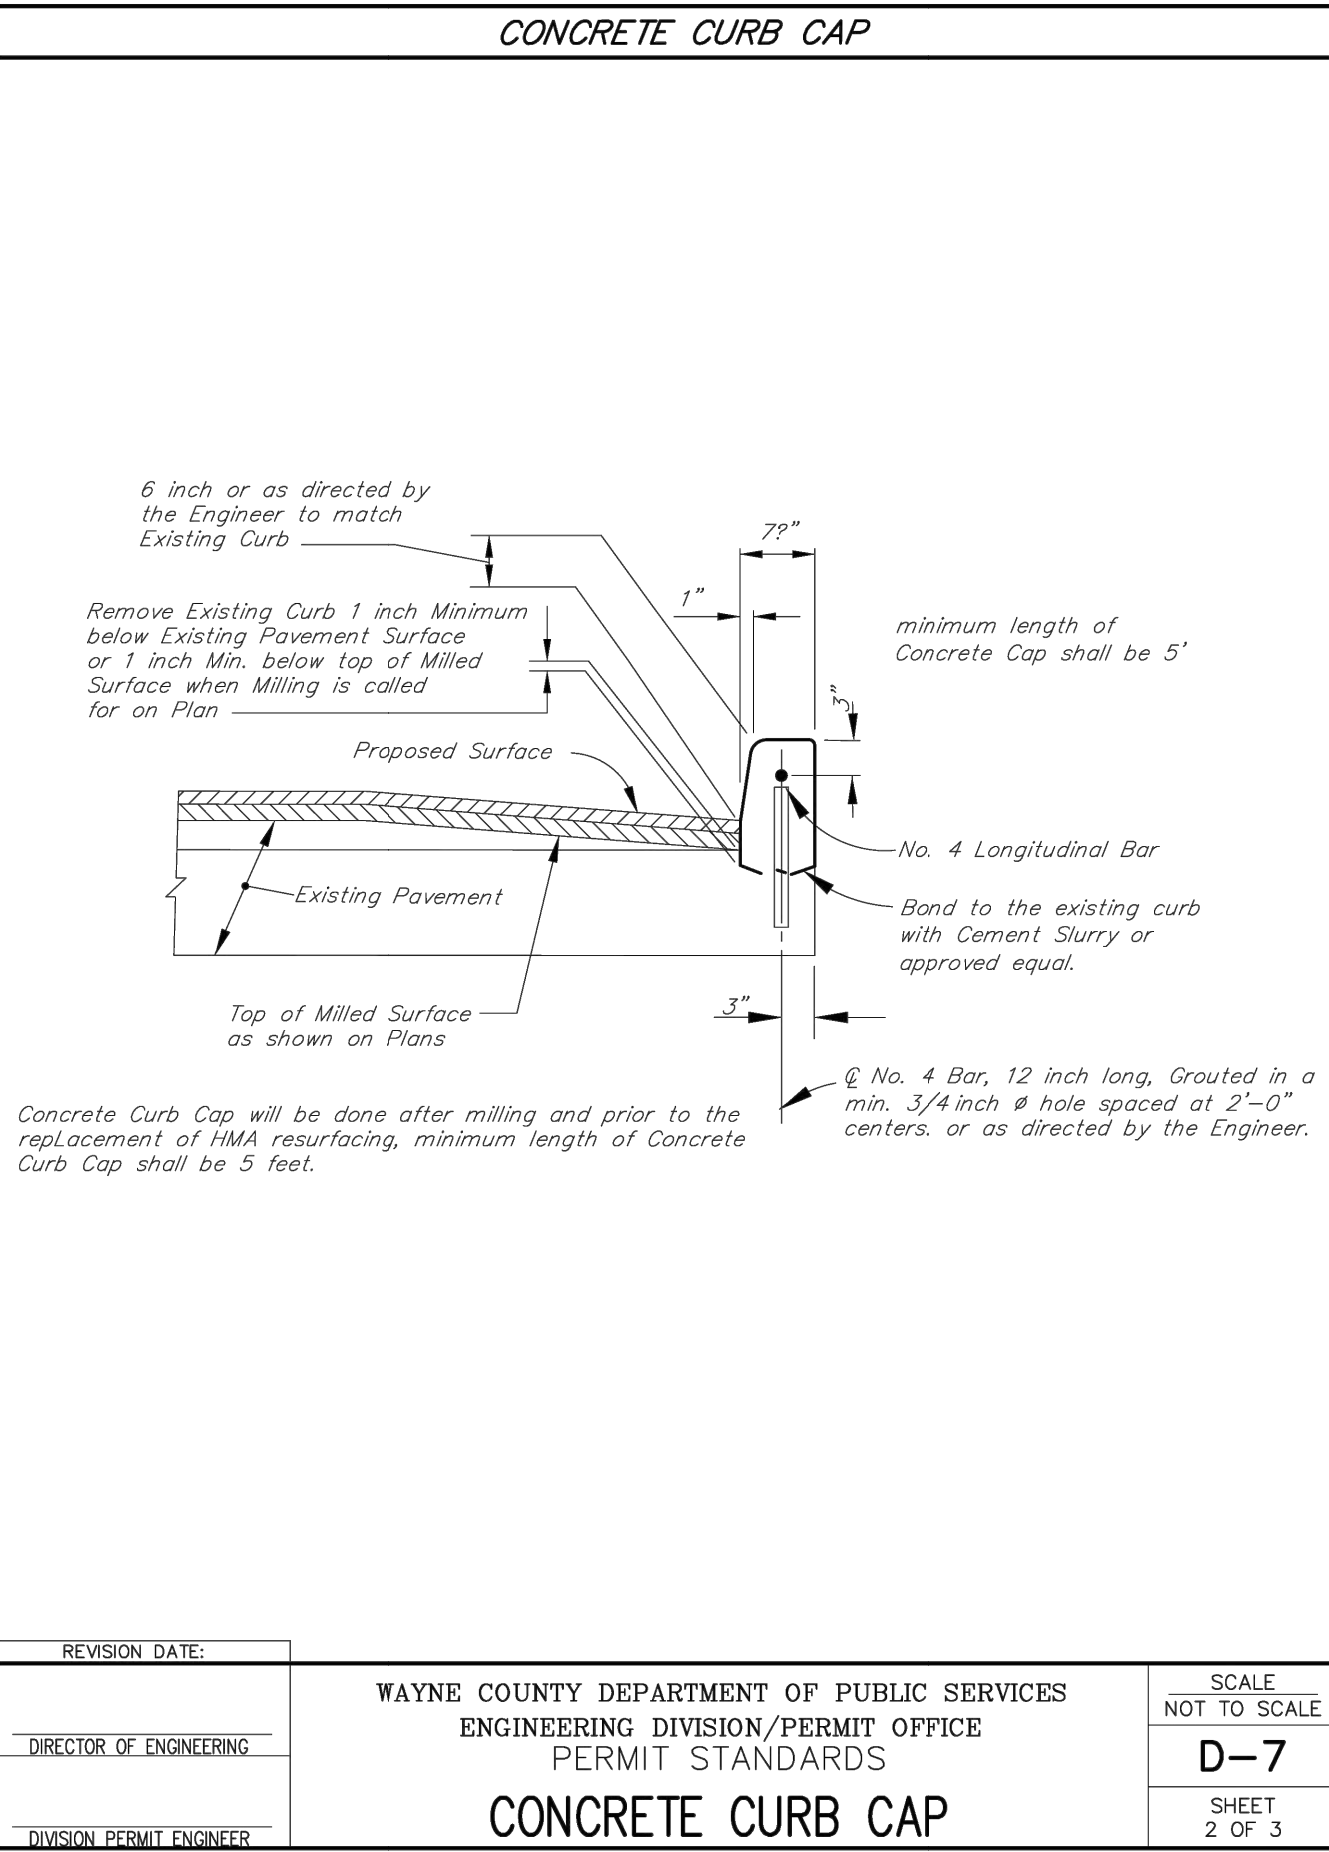 CONCRETE CURB CAP
6 inch or as directed by
the Engineer to match
Existing Curb
7?"
1"
Remove Existing Curb 1 inch Minimum
below Existing Pavement Surface
or 1 inch Min. below top of Milled
Surface when Milling is called
for on Plan
minimum length of
Concrete Cap shall be 5'
3"
Proposed Surface
No. 4 Longitudinal Bar
Existing Pavement
Bond to the existing curb
with Cement Slurry or
approved equal.
Top of Milled Surface
as shown on Plans
3"
℄ No. 4 Bar, 12 inch long, Grouted in a
min. 3/4 inch ø hole spaced at 2'-0"
centers. or as directed by the Engineer.
Concrete Curb Cap will be done after milling and prior to the
repLacement of HMA resurfacing, minimum length of Concrete
Curb Cap shall be 5 feet.
REVISION DATE:
DIRECTOR OF ENGINEERING
DIVISION PERMIT ENGINEER
WAYNE COUNTY DEPARTMENT OF PUBLIC SERVICES
ENGINEERING DIVISION/PERMIT OFFICE
PERMIT STANDARDS
CONCRETE CURB CAP
SCALE
NOT TO SCALE
D-7
SHEET
2 OF 3